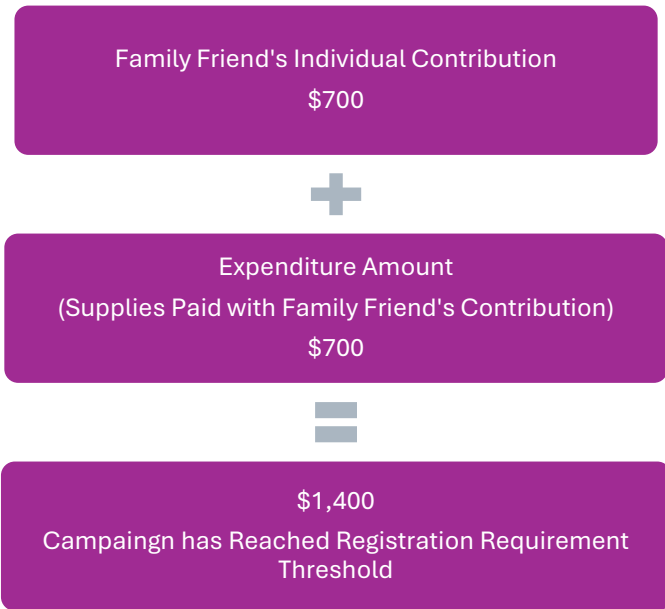 Family Friend's Individual Contribution
$700
Expenditure Amount
(Supplies Paid with Family Friend's Contribution)
$700
$1,400
Campaingn has Reached Registration Requirement
Threshold